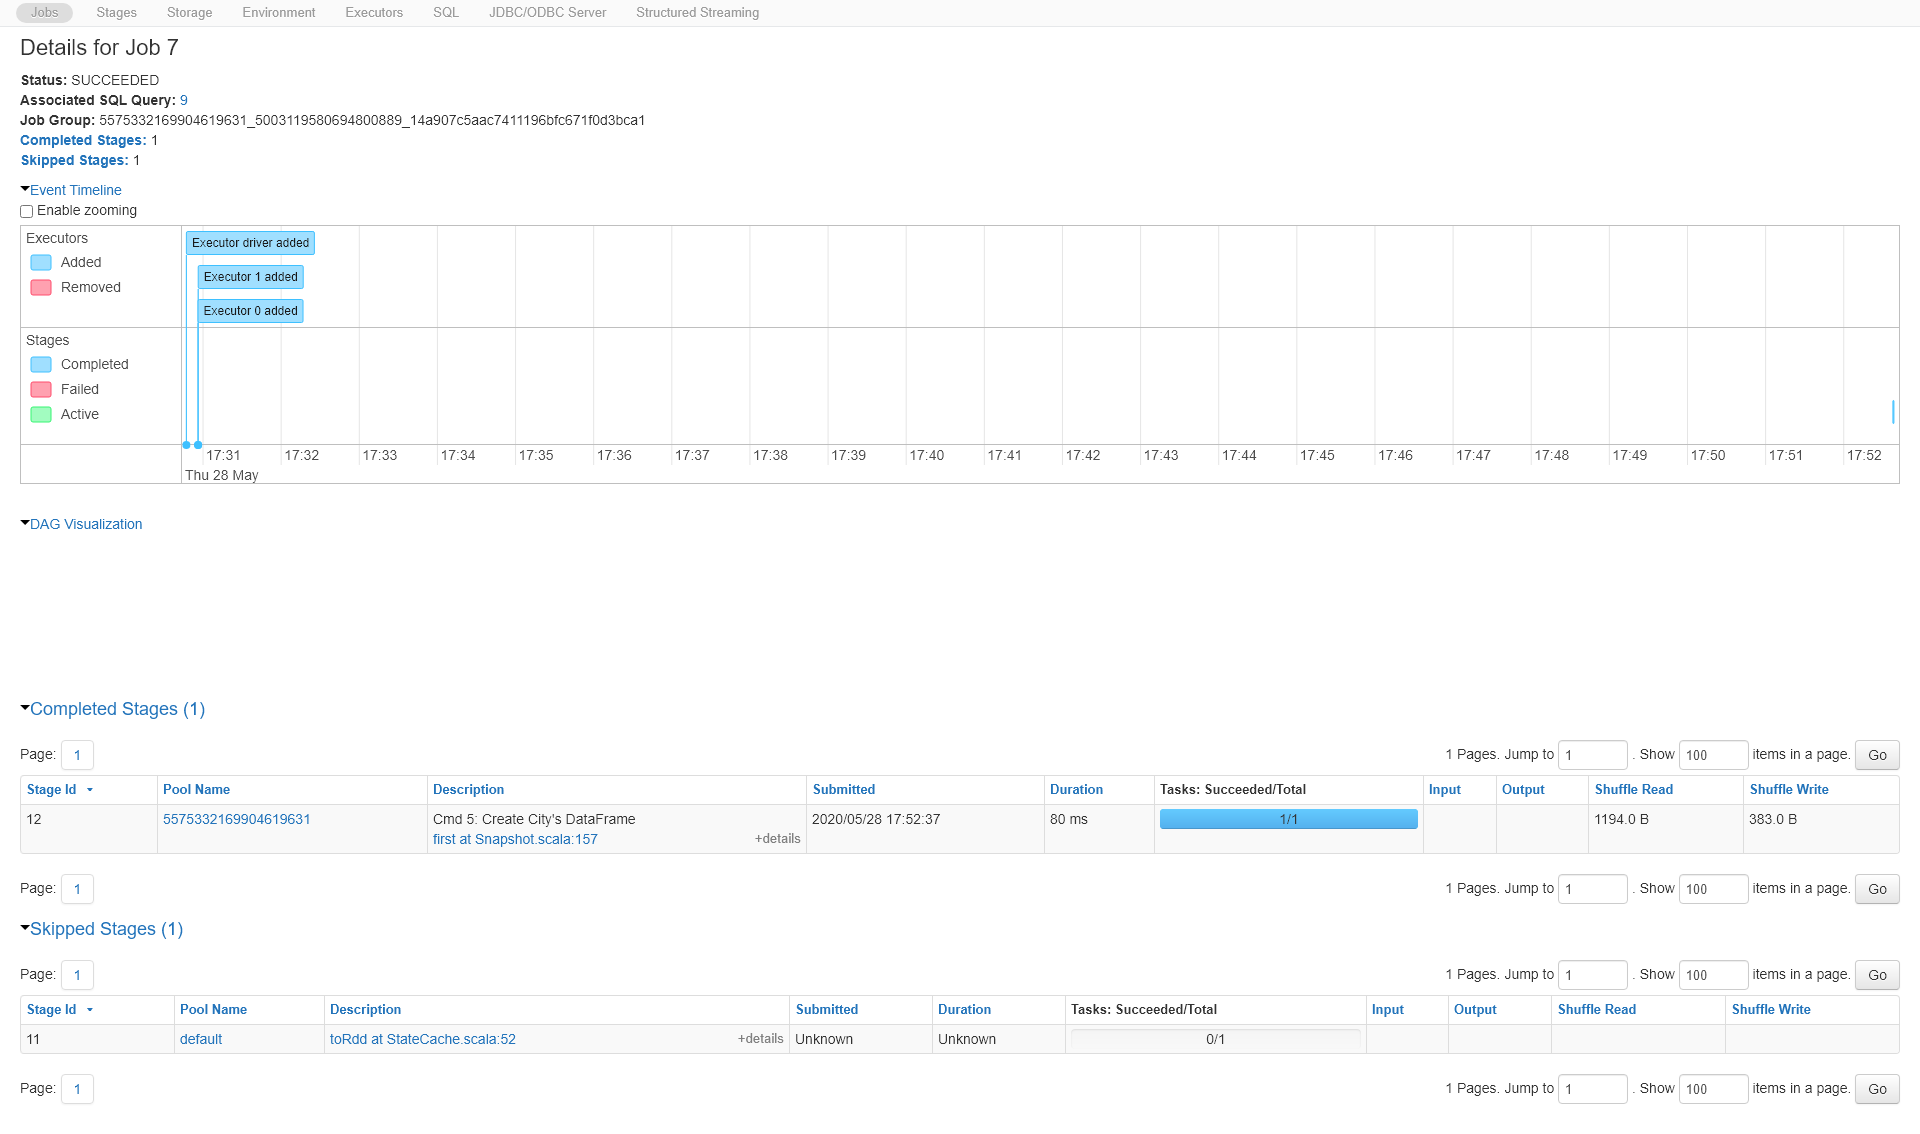 Jobs Stages Storage Environment Executors SQL JDBC/ODBC Server Structured Streaming
Details for Job 7
Status: SUCCEEDED
Associated SQL Query: 9
Job Group: 5575332169904619631_5003119580694800889_14a907c5aac7411196bfc671f0d3bca1
Completed Stages: 1
Skipped Stages: 1
Event Timeline
Enable zooming
Executors
Added
Removed
Executor driver added
Executor 1 added
Executor 0 added
Stages
Completed
Failed
Active
17:31 17:32 17:33 17:34 17:35 17:36 17:37 17:38 17:39 17:40 17:41 17:42 17:43 17:44 17:45 17:46 17:47 17:48 17:49 17:50 17:51 17:52
Thu 28 May
DAG Visualization
Completed Stages (1)
Page: 1 1 Pages. Jump to 1 . Show 100 items in a page. Go
Stage Id Pool Name Description Submitted Duration Tasks: Succeeded/Total Input Output Shuffle Read Shuffle Write
12 5575332169904619631 Cmd 5: Create City's DataFrame 2020/05/28 17:52:37 80 ms 1/1 1194.0 B 383.0 B
first at Snapshot.scala:157 +details
Page: 1 1 Pages. Jump to 1 . Show 100 items in a page. Go
Skipped Stages (1)
Page: 1 1 Pages. Jump to 1 . Show 100 items in a page. Go
Stage Id Pool Name Description Submitted Duration Tasks: Succeeded/Total Input Output Shuffle Read Shuffle Write
11 default toRdd at StateCache.scala:52 +details Unknown Unknown 0/1
Page: 1 1 Pages. Jump to 1 . Show 100 items in a page. Go